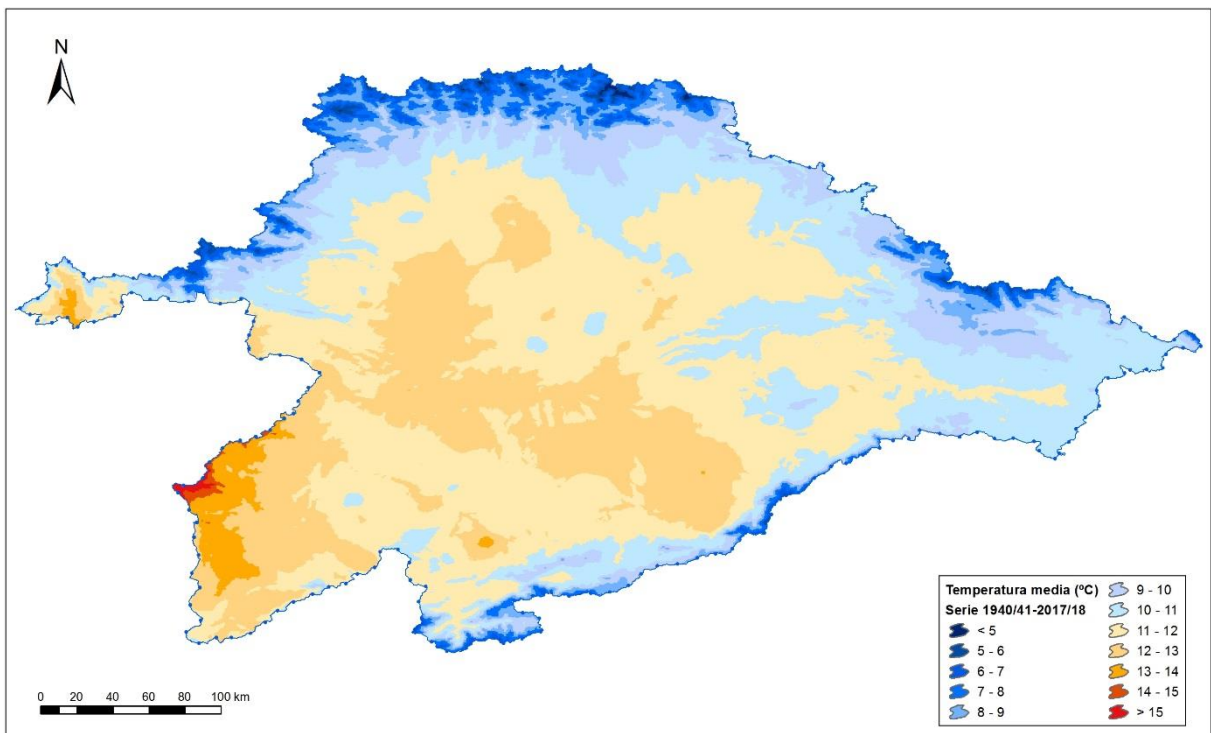 N
Temperatura media (ºC)
Serie 1940/41-2017/18
< 5
5 - 6
6 - 7
7 - 8
8 - 9
9 - 10
10 - 11
11 - 12
12 - 13
13 - 14
14 - 15
> 15
0 20 40 60 80 100 km